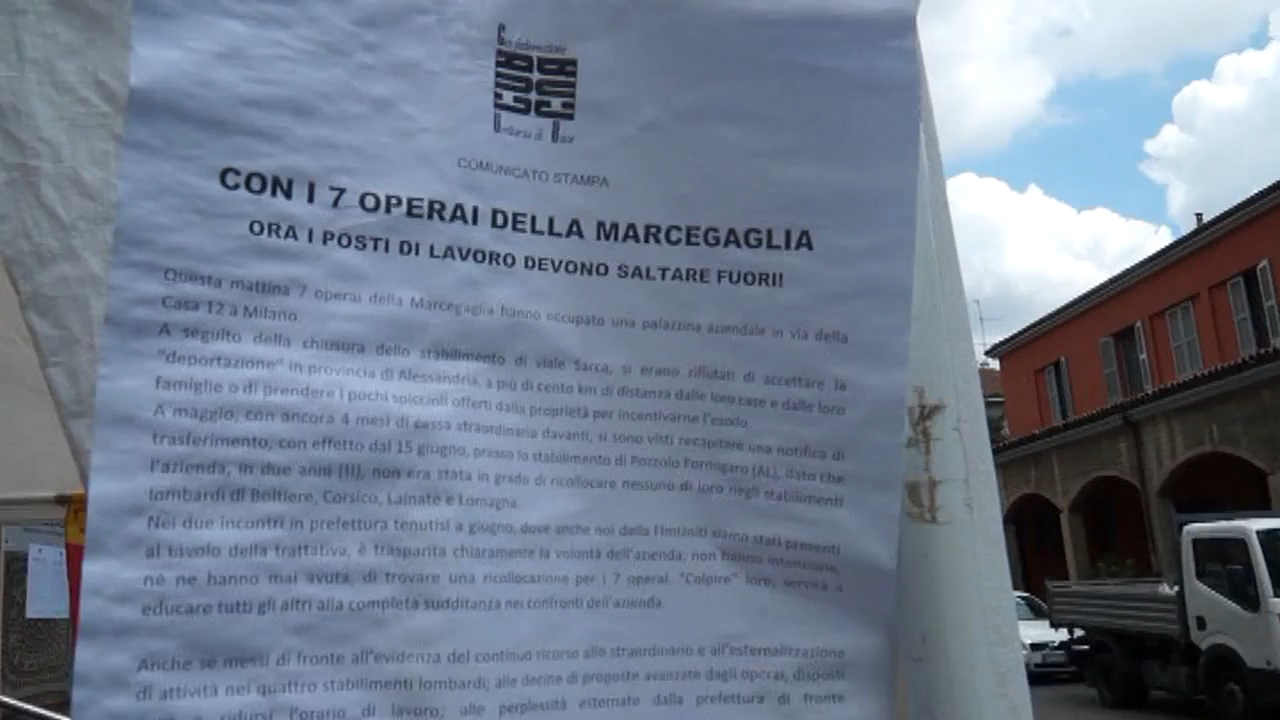 Confederazione
CUB
Unitaria di Base
COMUNICATO STAMPA
CON I 7 OPERAI DELLA MARCEGAGLIA
ORA I POSTI DI LAVORO DEVONO SALTARE FUORI!
Questa mattina 7 operai della Marcegaglia hanno occupato una palazzina aziendale in via della
Casa 12 a Milano.
A seguito della chiusura dello stabilimento di viale Sarca, si erano rifiutati di accettare la
"deportazione" in provincia di Alessandria, a più di cento km di distanza dalle loro case e dalle loro
famiglie o di prendere i pochi spiccioli offerti dalla proprietà per incentivarne l'esodo.
A maggio, con ancora 4 mesi di cassa straordinaria davanti, si sono visti recapitare una notifica di
trasferimento, con effetto dal 15 giugno, presso lo stabilimento di Pozzolo Formigaro (AL), dato che
l'azienda, in due anni (!!), non era stata in grado di ricollocare nessuno di loro negli stabilimenti
lombardi di Boltiere, Corsico, Lainate e Lomagna.
Nei due incontri in prefettura tenutisi a giugno, dove anche noi della FlmUniti siamo stati presenti
al tavolo della trattativa, è trasparita chiaramente la volontà dell'azienda: non hanno intenzione,
nè ne hanno mai avuta, di trovare una ricollocazione per i 7 operai. "Colpire" loro, servirà a
educare tutti gli altri alla completa sudditanza nei confronti dell'azienda.
Anche se messi di fronte all'evidenza del continuo ricorso allo straordinario e all'esternalizzazione
di attività nei quattro stabilimenti lombardi; alle decine di proposte avanzate dagli operai, disposti
a ridursi l'orario di lavoro; alle perplessità esternate dalla prefettura di fronte